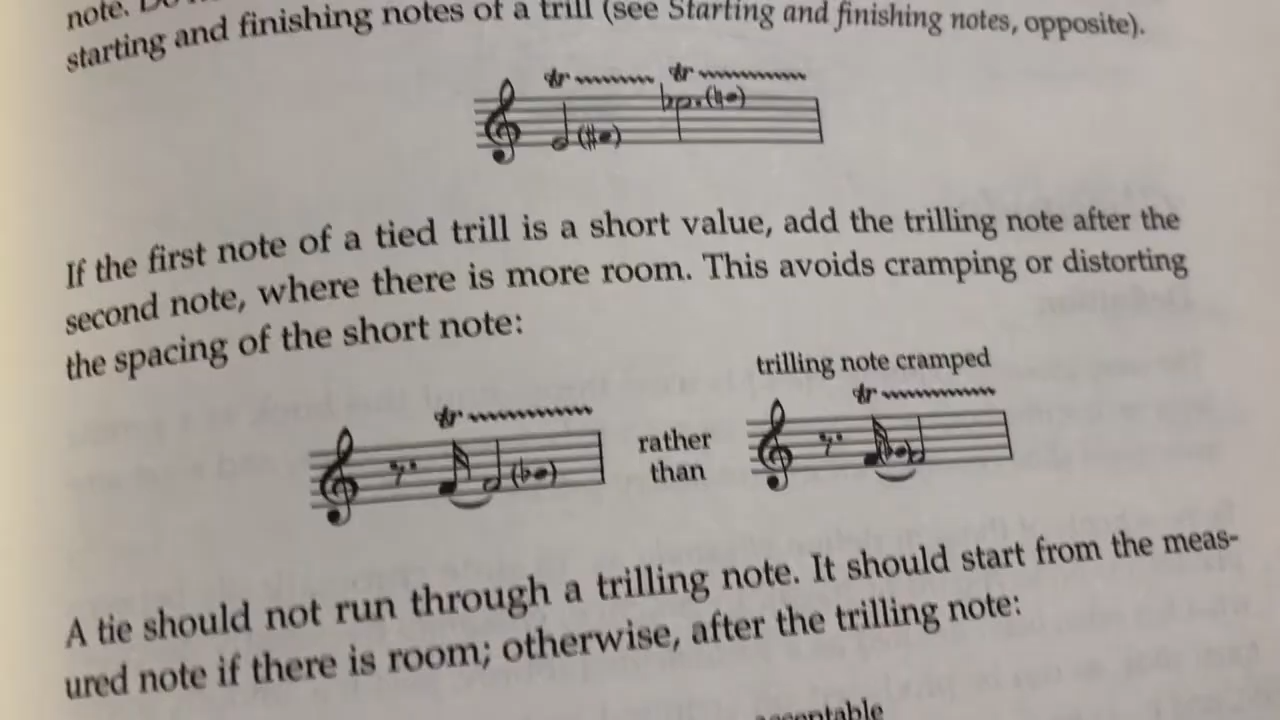 note.
starting and finishing notes of a trill (see Starting and finishing notes, opposite).
tr tr
If the first note of a tied trill is a short value, add the trilling note after the
second note, where there is more room. This avoids cramping or distorting
the spacing of the short note:
trilling note cramped
tr tr
rather
than
A tie should not run through a trilling note. It should start from the meas-
ured note if there is room; otherwise, after the trilling note:
acceptable